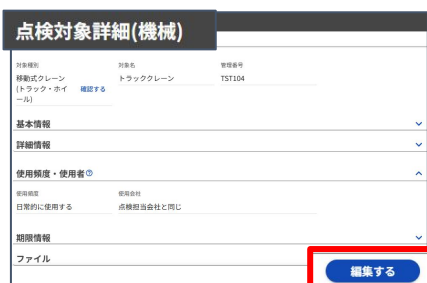 点検対象詳細(機械)
対象種別 対象名 管理番号
移動式クレーン トラッククレーン TST104
(トラック・ホイ 確認する
ール)
基本情報
詳細情報
使用頻度・使用者
使用頻度 使用会社
日常的に使用する 点検担当会社と同じ
期限情報
ファイル
編集する